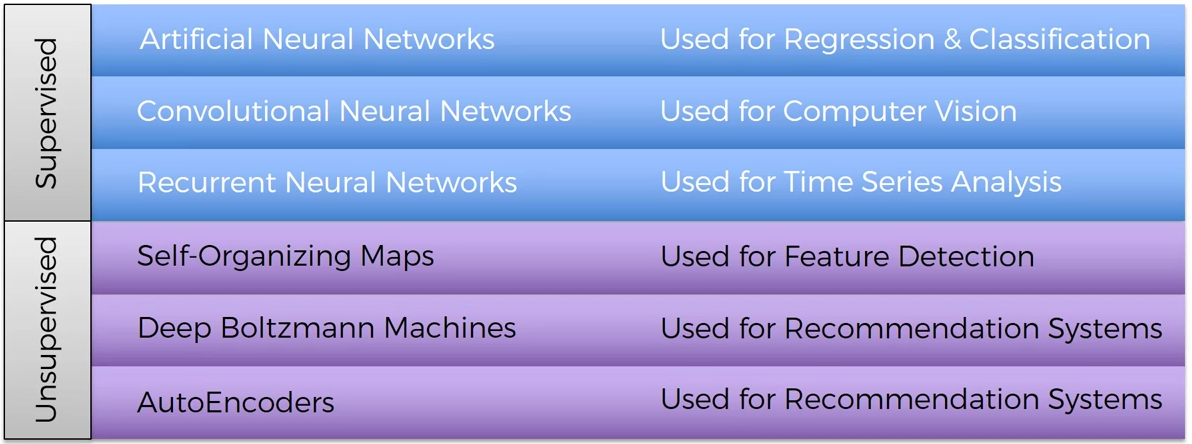 Supervised
Artificial Neural Networks Used for Regression & Classification
Convolutional Neural Networks Used for Computer Vision
Recurrent Neural Networks Used for Time Series Analysis
Unsupervised
Self-Organizing Maps Used for Feature Detection
Deep Boltzmann Machines Used for Recommendation Systems
AutoEncoders Used for Recommendation Systems